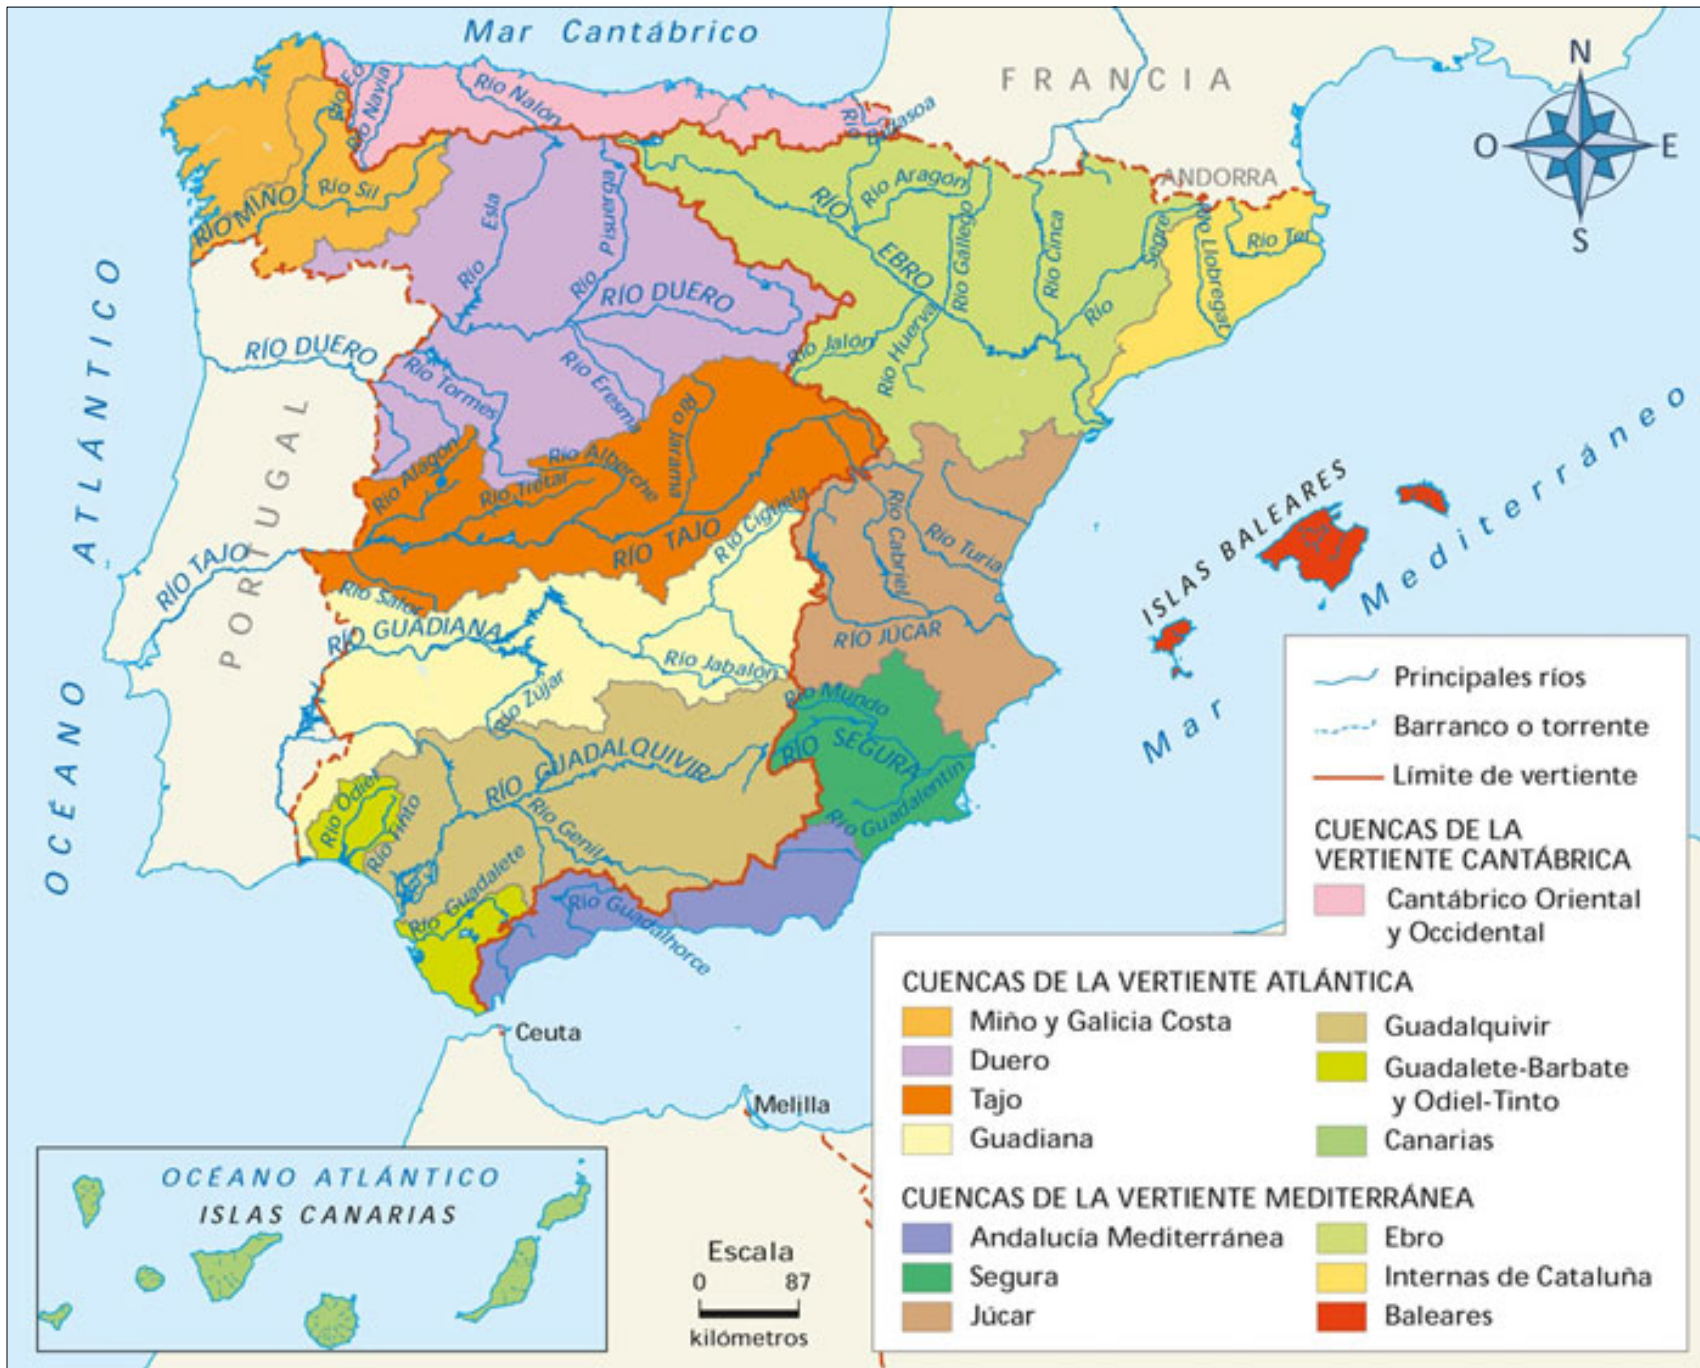 Mar Cantábrico
FRANCIA
N
O
E
S
ANDORRA
Río Eo
Río Navia
Río Nalón
Río Bidasoa
RÍO MIÑO
Río Sil
Río Esla
Río Pisuerga
RÍO DUERO
RÍO EBRO
Río Aragón
Río Gallego
Río Cinca
Río Segre
Río Llobregat
Río Ter
Río Jalón
Río Huerva
RÍO DUERO
Río Tormes
Río Eresma
OCÉANO ATLÁNTICO
PORTUGAL
Río Alagón
Río Tretar
Río Alberche
Río Jarama
RÍO TAJO
RÍO TAJO
Río Cigüela
Río Cabriel
Río Turia
RÍO JÚCAR
Río Salor
RÍO GUADIANA
Río Jabalón
Río Zujar
Río Mundo
RÍO SEGURA
Río Guadalentín
RÍO GUADALQUIVIR
Río Odiel
Río Tinto
Río Genil
Río Guadalete
Río Guadalhorce
ISLAS BALEARES
Mar Mediterráneo
Ceuta
Melilla
OCÉANO ATLÁNTICO
ISLAS CANARIAS
Escala
0 87
kilómetros
Principales ríos
Barranco o torrente
Límite de vertiente
CUENCAS DE LA
VERTIENTE CANTÁBRICA
Cantábrico Oriental
y Occidental
CUENCAS DE LA VERTIENTE ATLÁNTICA
Miño y Galicia Costa
Duero
Tajo
Guadiana
Guadalquivir
Guadalete-Barbate
y Odiel-Tinto
Canarias
CUENCAS DE LA VERTIENTE MEDITERRÁNEA
Andalucía Mediterránea
Segura
Júcar
Ebro
Internas de Cataluña
Baleares